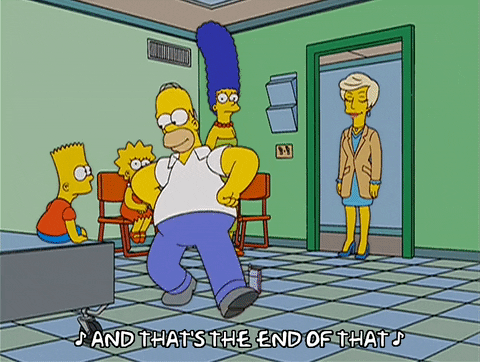 ♪ AND THAT'S THE END OF THAT ♪